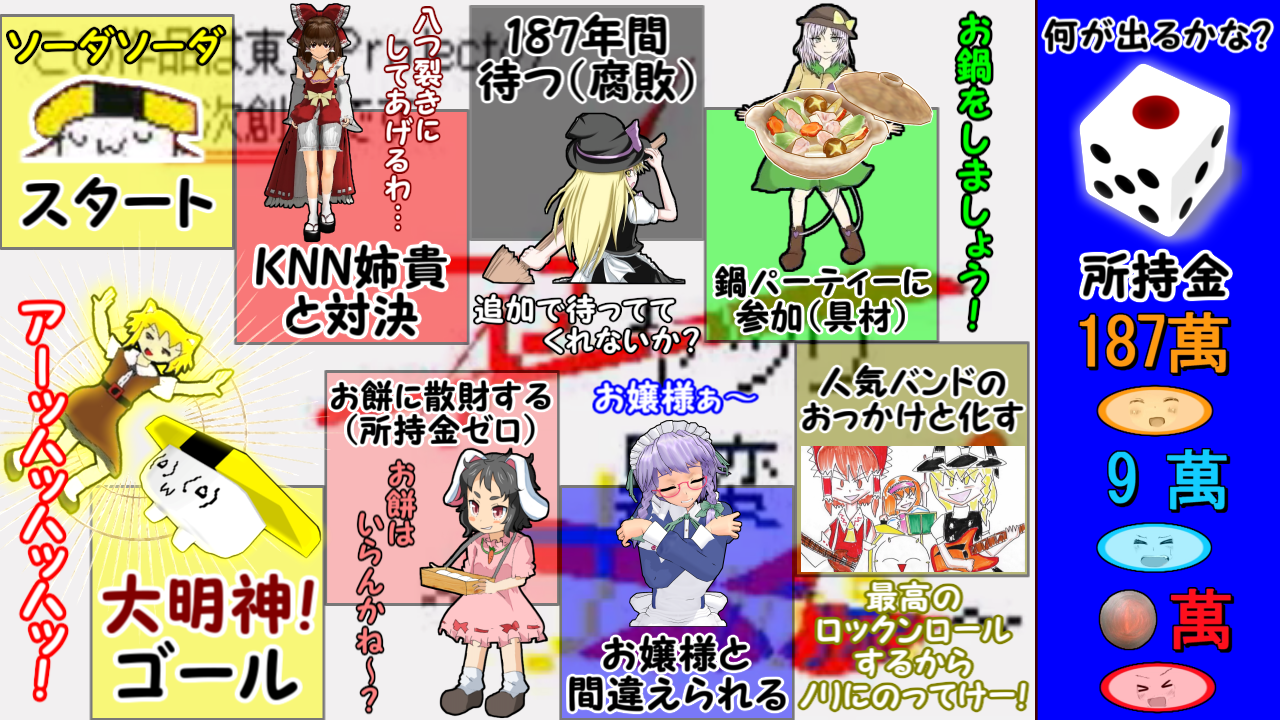 ソーダソーダ
スタート
八つ裂きに
してあげるわ…
KNN姉貴
と対決
187年間
待つ(腐敗)
追加で待ってて
くれないか?
お鍋をしましょう!
鍋パーティーに
参加(具材)
人気バンドの
おっかけと化す
最高の
ロックンロール
するから
ノリにのってけー!
お嬢様ぁ〜
お嬢様と
間違えられる
お餅に散財する
(所持金ゼロ)
お餅は
いらんかね〜?
アーッハッハッハッハッ!
大明神!
ゴール
何が出るかな?
所持金
187萬
9 萬
萬